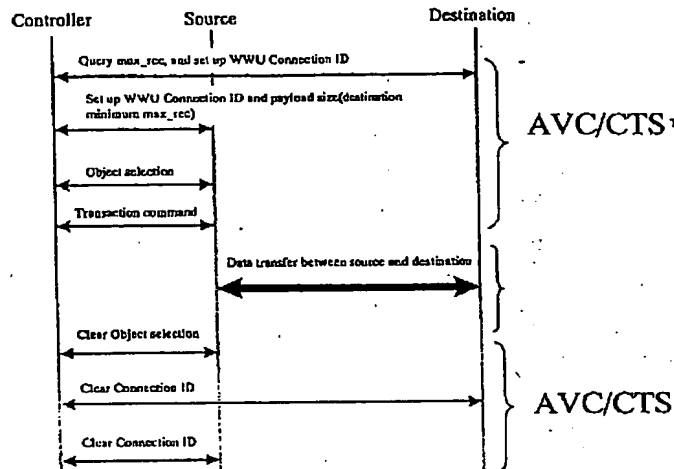 Controller Source Destination
Query max_rec, and set up WWU Connection ID
Set up WWU Connection ID and payload size(destination
minimum max_rec)
AVC/CTS
Object selection
Transaction command
Data transfer between source and destination
Clear Object selection
Clear Connection ID
AVC/CTS
Clear Connection ID